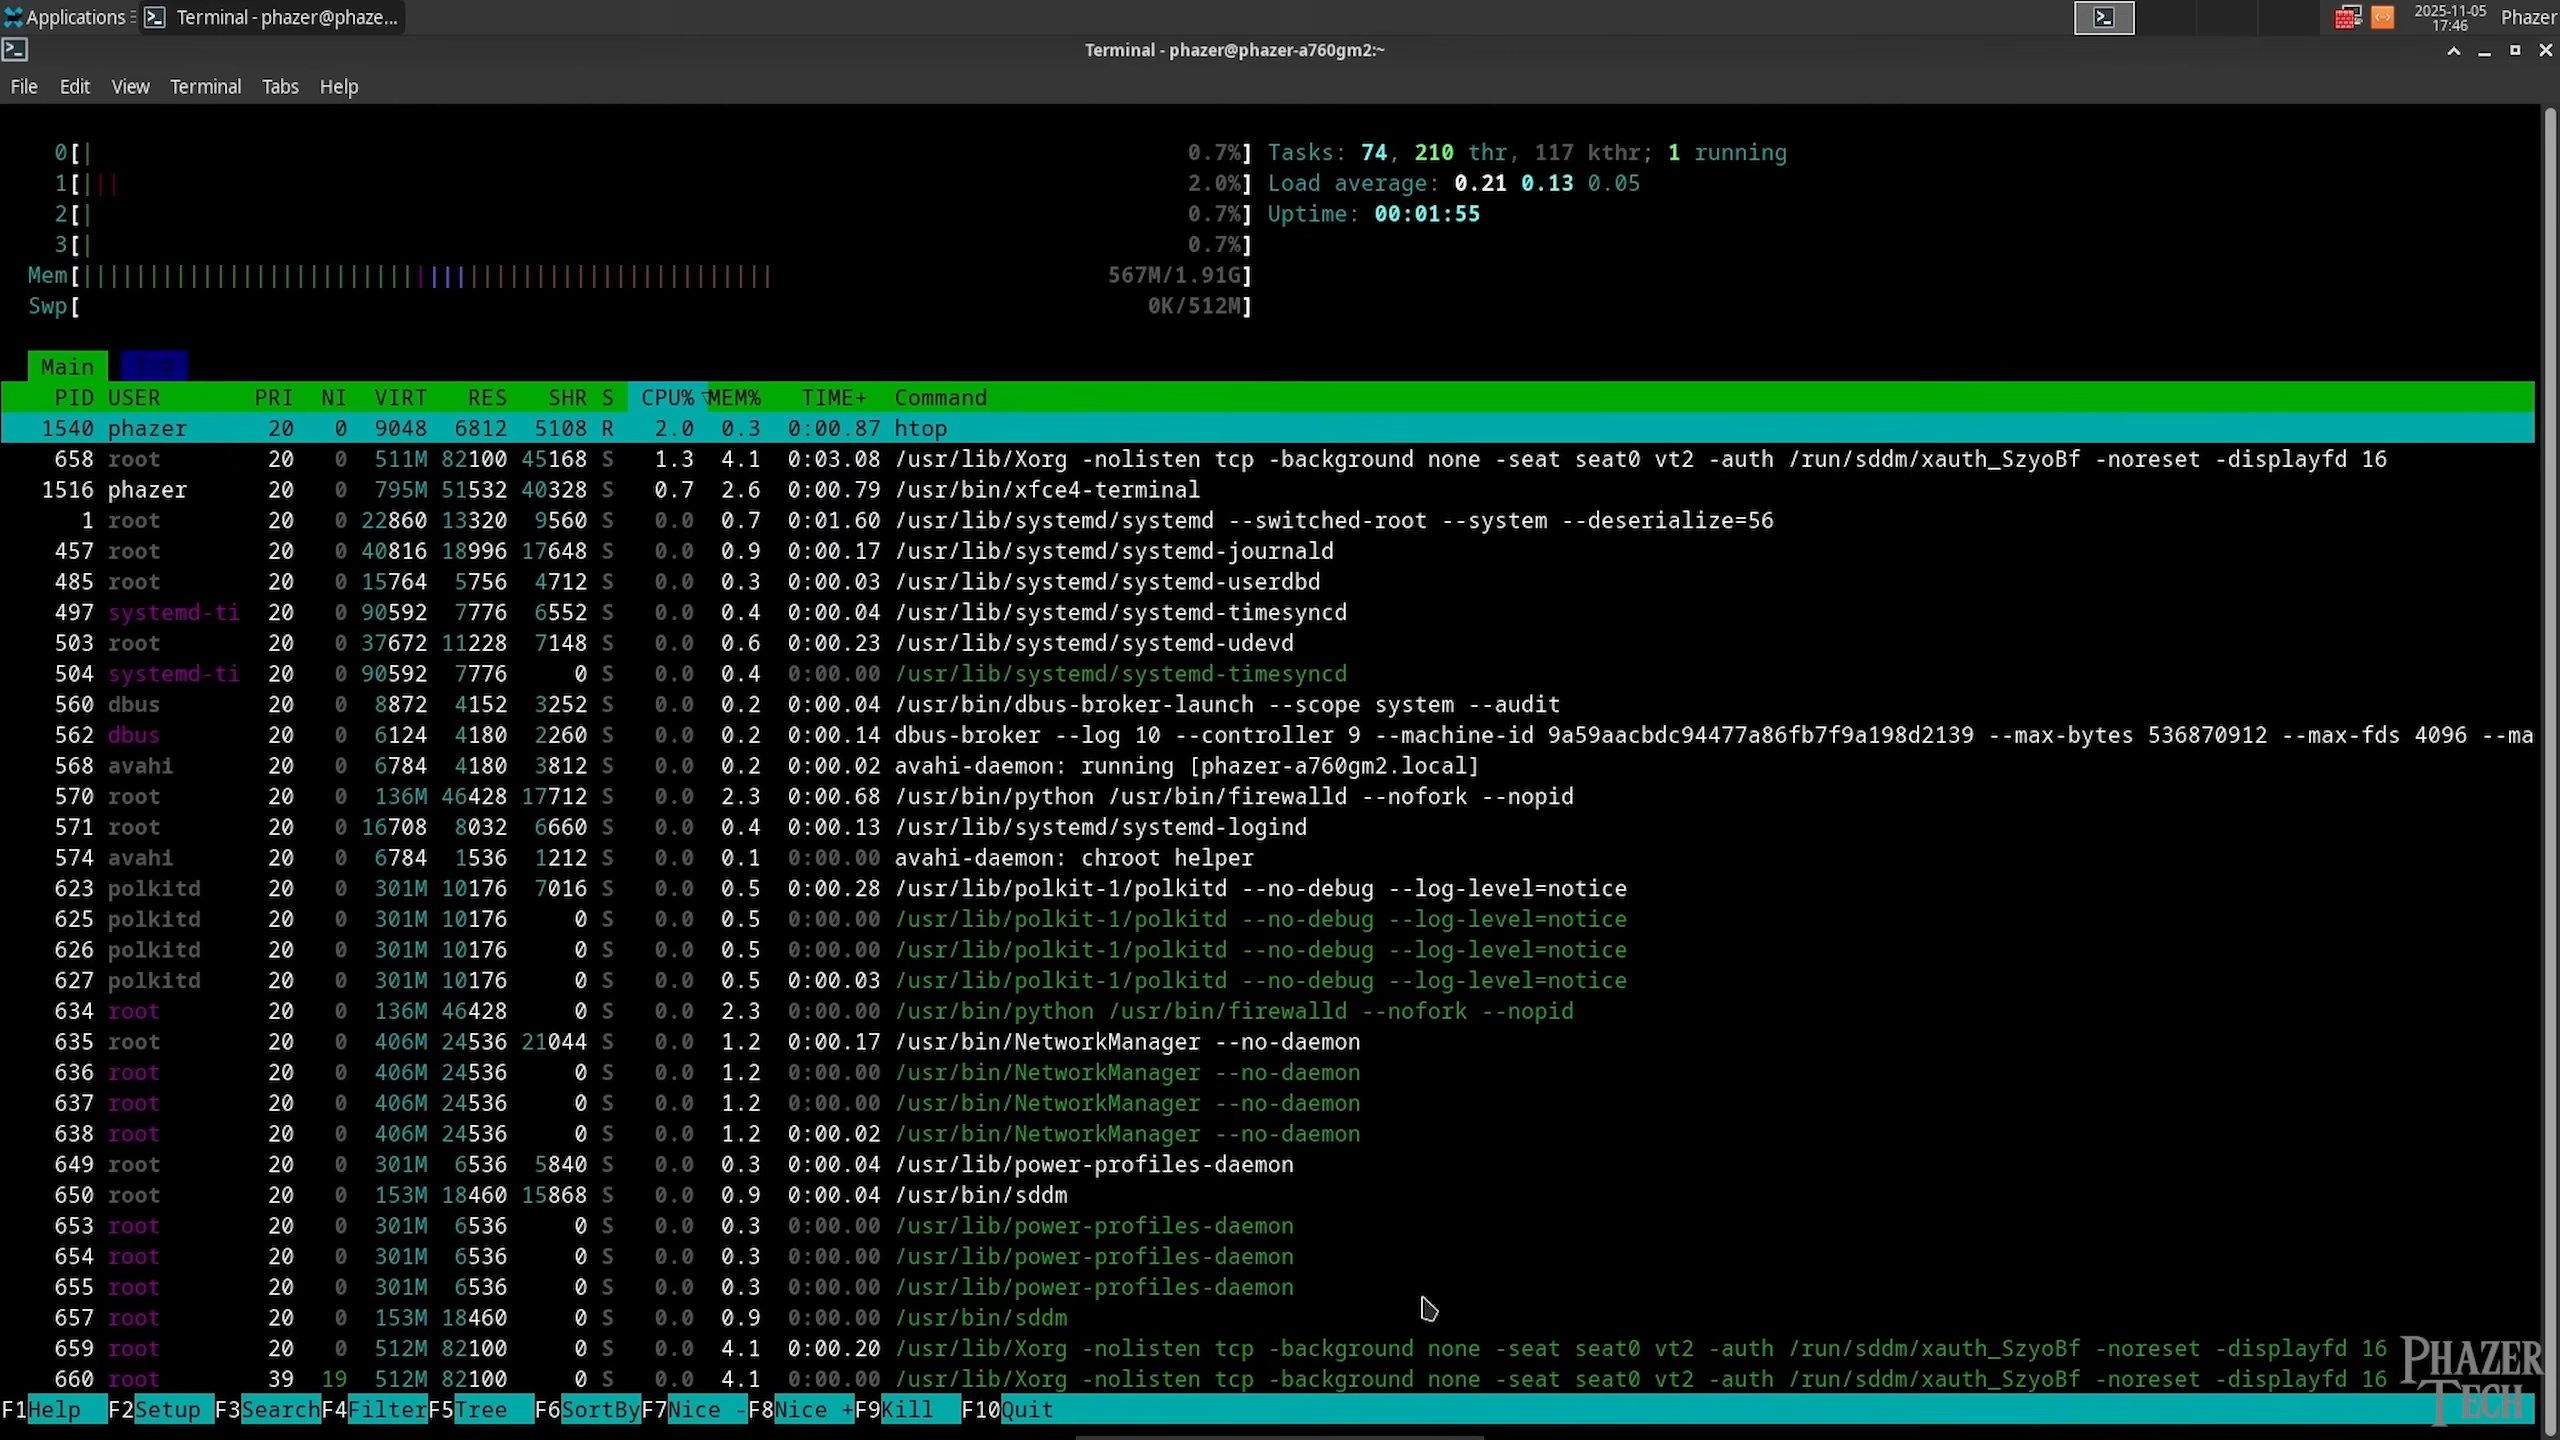 Applications
Terminal - phazer@phaze...
2025-11-05
17:46
Phazer
Terminal - phazer@phazer-a760gm2:~
File Edit View Terminal Tabs Help
0[| 0.7%] Tasks: 74, 210 thr, 117 kthr; 1 running
1[||| 2.0%] Load average: 0.21 0.13 0.05
2[| 0.7%] Uptime: 00:01:55
3[| 0.7%]
Mem[ 567M/1.91G]
Swp[ 0K/512M]
Main
PID USER PRI NI VIRT RES SHR S CPU%▽MEM% TIME+ Command
1540 phazer 20 0 9048 6812 5108 R 2.0 0.3 0:00.87 htop
658 root 20 0 511M 82100 45168 S 1.3 4.1 0:03.08 /usr/lib/Xorg -nolisten tcp -background none -seat seat0 vt2 -auth /run/sddm/xauth_SzyoBf -noreset -displayfd 16
1516 phazer 20 0 795M 51532 40328 S 0.7 2.6 0:00.79 /usr/bin/xfce4-terminal
1 root 20 0 22860 13320 9560 S 0.0 0.7 0:01.60 /usr/lib/systemd/systemd --switched-root --system --deserialize=56
457 root 20 0 40816 18996 17648 S 0.0 0.9 0:00.17 /usr/lib/systemd/systemd-journald
485 root 20 0 15764 5756 4712 S 0.0 0.3 0:00.03 /usr/lib/systemd/systemd-userdbd
497 systemd-ti 20 0 90592 7776 6552 S 0.0 0.4 0:00.04 /usr/lib/systemd/systemd-timesyncd
503 root 20 0 37672 11228 7148 S 0.0 0.6 0:00.23 /usr/lib/systemd/systemd-udevd
504 systemd-ti 20 0 90592 7776 0 S 0.0 0.4 0:00.00 /usr/lib/systemd/systemd-timesyncd
560 dbus 20 0 8872 4152 3252 S 0.0 0.2 0:00.04 /usr/bin/dbus-broker-launch --scope system --audit
562 dbus 20 0 6124 4180 2260 S 0.0 0.2 0:00.14 dbus-broker --log 10 --controller 9 --machine-id 9a59aacbdc94477a86fb7f9a198d2139 --max-bytes 536870912 --max-fds 4096 --ma
568 avahi 20 0 6784 4180 3812 S 0.0 0.2 0:00.02 avahi-daemon: running [phazer-a760gm2.local]
570 root 20 0 136M 46428 17712 S 0.0 2.3 0:00.68 /usr/bin/python /usr/bin/firewalld --nofork --nopid
571 root 20 0 16708 8032 6660 S 0.0 0.4 0:00.13 /usr/lib/systemd/systemd-logind
574 avahi 20 0 6784 1536 1212 S 0.0 0.1 0:00.00 avahi-daemon: chroot helper
623 polkitd 20 0 301M 10176 7016 S 0.0 0.5 0:00.28 /usr/lib/polkit-1/polkitd --no-debug --log-level=notice
625 polkitd 20 0 301M 10176 0 S 0.0 0.5 0:00.00 /usr/lib/polkit-1/polkitd --no-debug --log-level=notice
626 polkitd 20 0 301M 10176 0 S 0.0 0.5 0:00.00 /usr/lib/polkit-1/polkitd --no-debug --log-level=notice
627 polkitd 20 0 301M 10176 0 S 0.0 0.5 0:00.03 /usr/lib/polkit-1/polkitd --no-debug --log-level=notice
634 root 20 0 136M 46428 0 S 0.0 2.3 0:00.00 /usr/bin/python /usr/bin/firewalld --nofork --nopid
635 root 20 0 406M 24536 21044 S 0.0 1.2 0:00.17 /usr/bin/NetworkManager --no-daemon
636 root 20 0 406M 24536 0 S 0.0 1.2 0:00.00 /usr/bin/NetworkManager --no-daemon
637 root 20 0 406M 24536 0 S 0.0 1.2 0:00.00 /usr/bin/NetworkManager --no-daemon
638 root 20 0 406M 24536 0 S 0.0 1.2 0:00.02 /usr/bin/NetworkManager --no-daemon
649 root 20 0 301M 6536 5840 S 0.0 0.3 0:00.04 /usr/lib/power-profiles-daemon
650 root 20 0 153M 18460 15868 S 0.0 0.9 0:00.04 /usr/bin/sddm
653 root 20 0 301M 6536 0 S 0.0 0.3 0:00.00 /usr/lib/power-profiles-daemon
654 root 20 0 301M 6536 0 S 0.0 0.3 0:00.00 /usr/lib/power-profiles-daemon
655 root 20 0 301M 6536 0 S 0.0 0.3 0:00.00 /usr/lib/power-profiles-daemon
657 root 20 0 153M 18460 0 S 0.0 0.9 0:00.00 /usr/bin/sddm
659 root 20 0 512M 82100 0 S 0.0 4.1 0:00.20 /usr/lib/Xorg -nolisten tcp -background none -seat seat0 vt2 -auth /run/sddm/xauth_SzyoBf -noreset -displayfd 16
660 root 39 19 512M 82100 0 S 0.0 4.1 0:00.00 /usr/lib/Xorg -nolisten tcp -background none -seat seat0 vt2 -auth /run/sddm/xauth_SzyoBf -noreset -displayfd 16
F1Help F2Setup F3SearchF4FilterF5Tree F6SortByF7Nice -F8Nice +F9Kill F10Quit
PHAZER
TECH